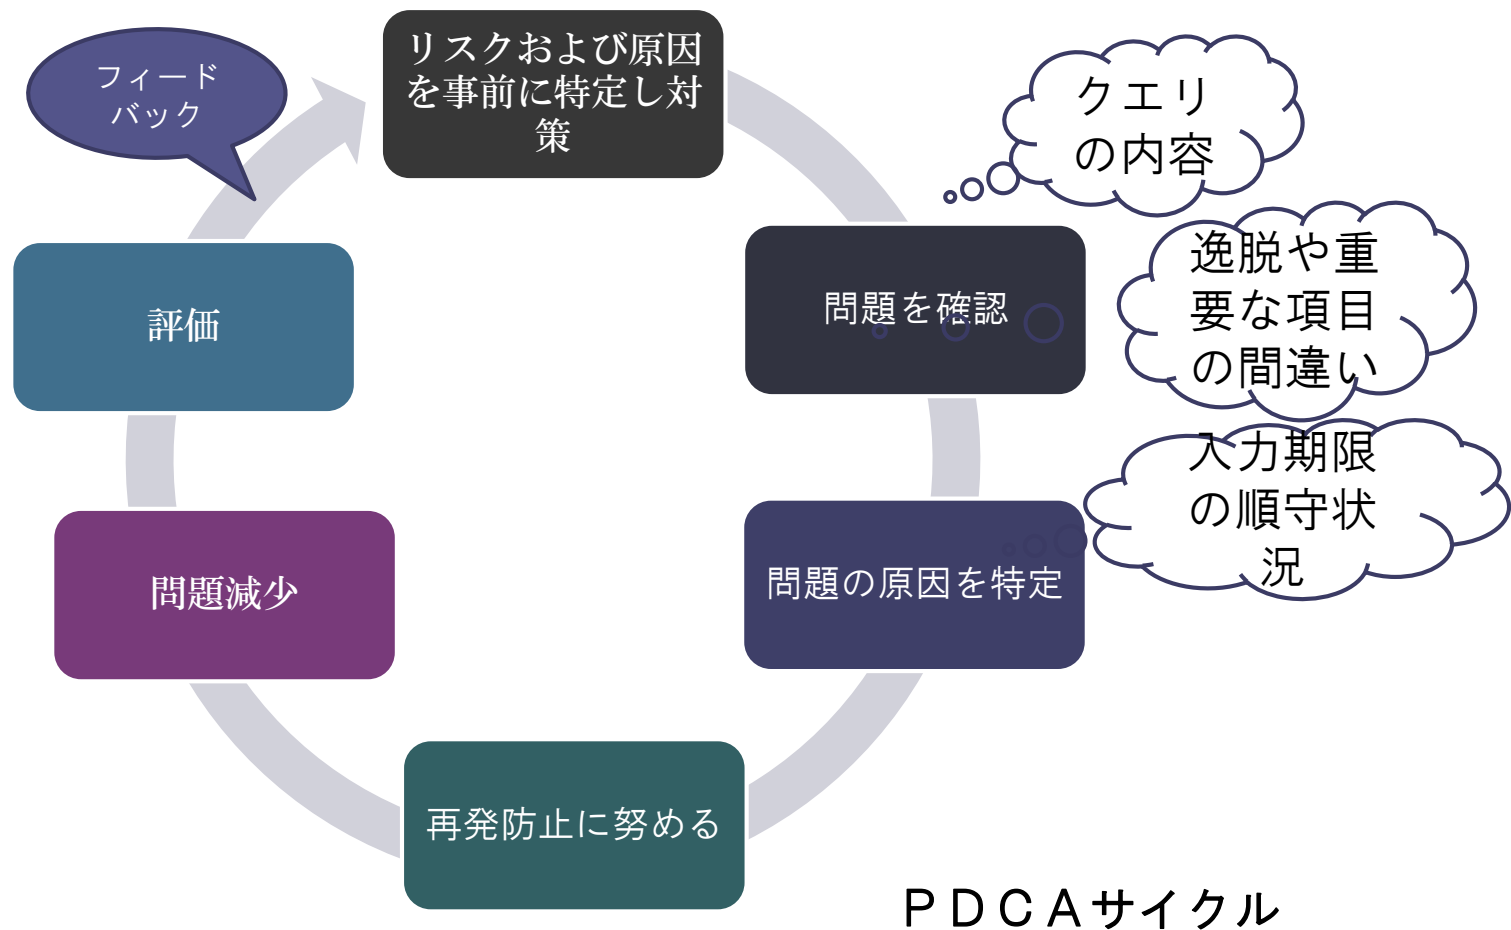 フィード
バック
リスクおよび原因
を事前に特定し対
策
クエリ
の内容
問題を確認
逸脱や重
要な項目
の間違い
入力期限
の順守状
況
問題の原因を特定
再発防止に努める
問題減少
評価
ＰＤＣＡサイクル